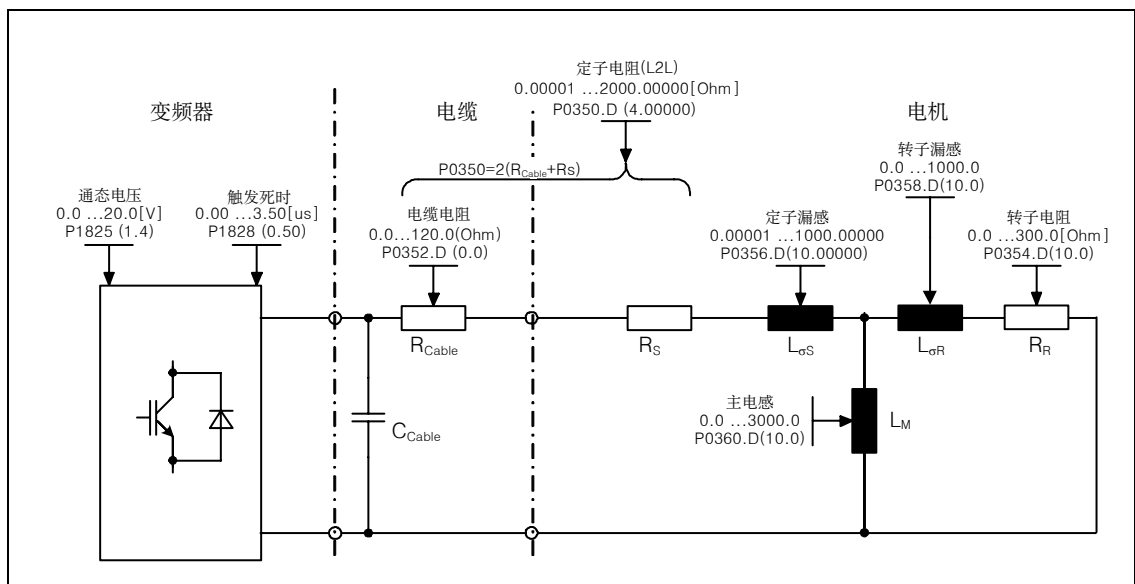 定子电阻(L2L)
0.00001 ...2000.00000[Ohm]
P0350.D (4.00000)
变频器
电缆
电机
P0350=2(RCable+Rs)
转子漏感
0.0 ...1000.0
P0358.D(10.0)
通态电压
0.0 ...20.0[V]
P1825 (1.4)
触发死时
0.00 ...3.50[us]
P1828 (0.50)
电缆电阻
0.0...120.0(Ohm)
P0352.D (0.0)
定子漏感
0.00001 ...1000.00000
P0356.D(10.00000)
转子电阻
0.0 ...300.0[Ohm]
P0354.D(10.0)
RCable
RS
LσS
LσR
RR
主电感
0.0 ...3000.0
P0360.D(10.0)
LM
CCable